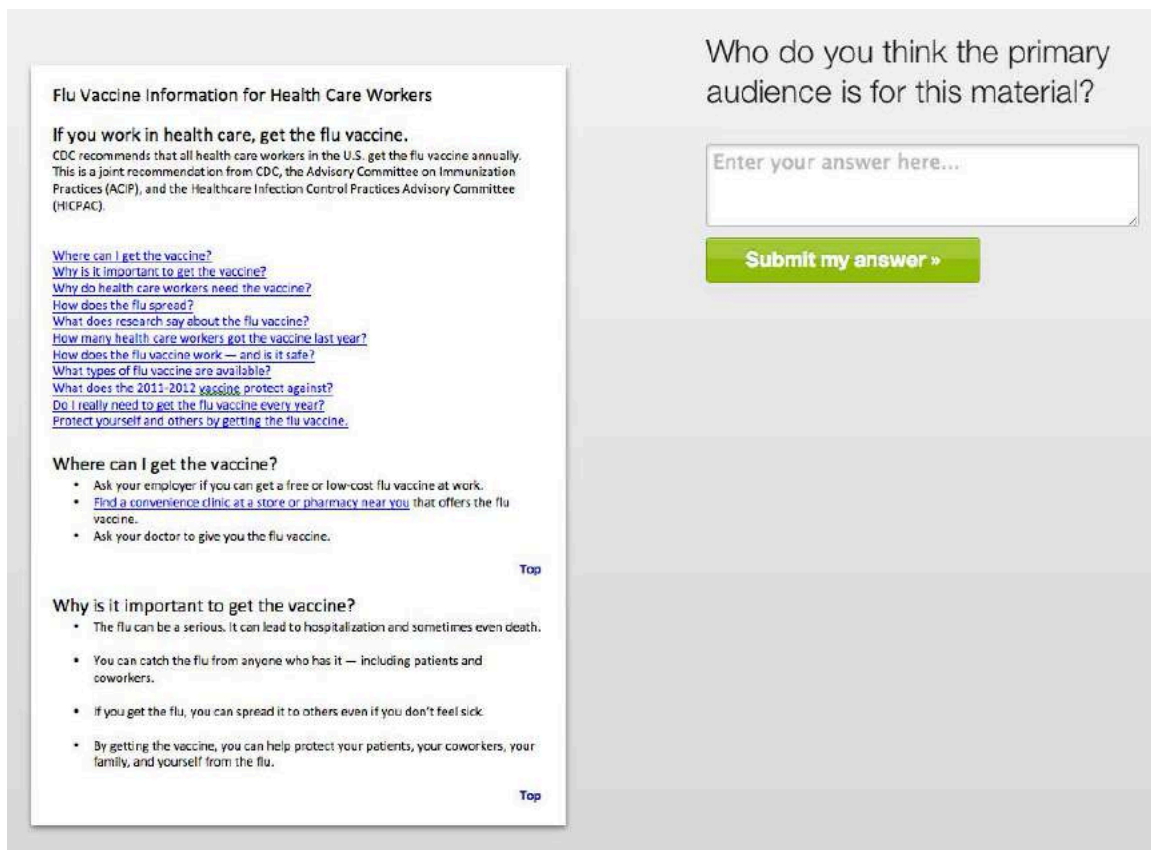 Flu Vaccine Information for Health Care Workers
If you work in health care, get the flu vaccine.
CDC recommends that all health care workers in the U.S. get the flu vaccine annually.
This is a joint recommendation from CDC, the Advisory Committee on Immunization
Practices (ACIP), and the Healthcare Infection Control Practices Advisory Committee
(HICPAC).
Where can I get the vaccine?
Why is it important to get the vaccine?
Why do health care workers need the vaccine?
How does the flu spread?
What does research say about the flu vaccine?
How many health care workers got the vaccine last year?
How does the flu vaccine work — and is it safe?
What types of flu vaccine are available?
What does the 2011-2012 vaccine protect against?
Do I really need to get the flu vaccine every year?
Protect yourself and others by getting the flu vaccine.
Where can I get the vaccine?
• Ask your employer if you can get a free or low-cost flu vaccine at work.
• Find a convenience clinic at a store or pharmacy near you that offers the flu
vaccine.
• Ask your doctor to give you the flu vaccine.
Top
Why is it important to get the vaccine?
• The flu can be a serious. It can lead to hospitalization and sometimes even death.
• You can catch the flu from anyone who has it — including patients and
coworkers.
• If you get the flu, you can spread it to others even if you don't feel sick.
• By getting the vaccine, you can help protect your patients, your coworkers, your
family, and yourself from the flu.
Top
Who do you think the primary
audience is for this material?
Enter your answer here...
Submit my answer »